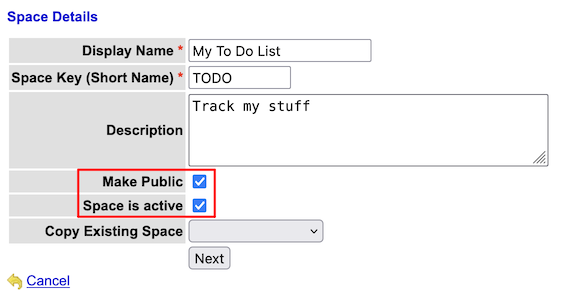 Space Details
Display Name * My To Do List
Space Key (Short Name) * TODO
Description Track my stuff
Make Public
Space is active
Copy Existing Space
Next
Cancel